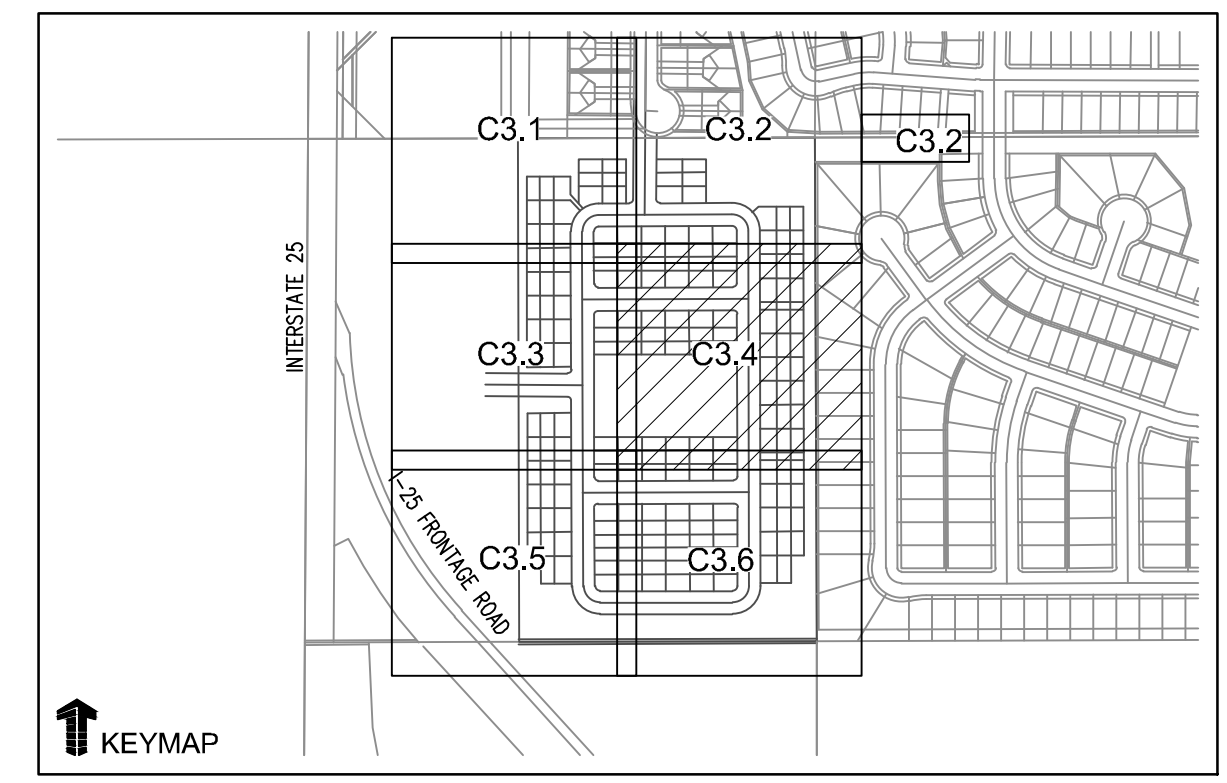 C3.1
C3.2
C3.2
INTERSTATE 25
C3.3
C3.4
I-25 FRONTAGE ROAD
C3.5
C3.6
KEYMAP